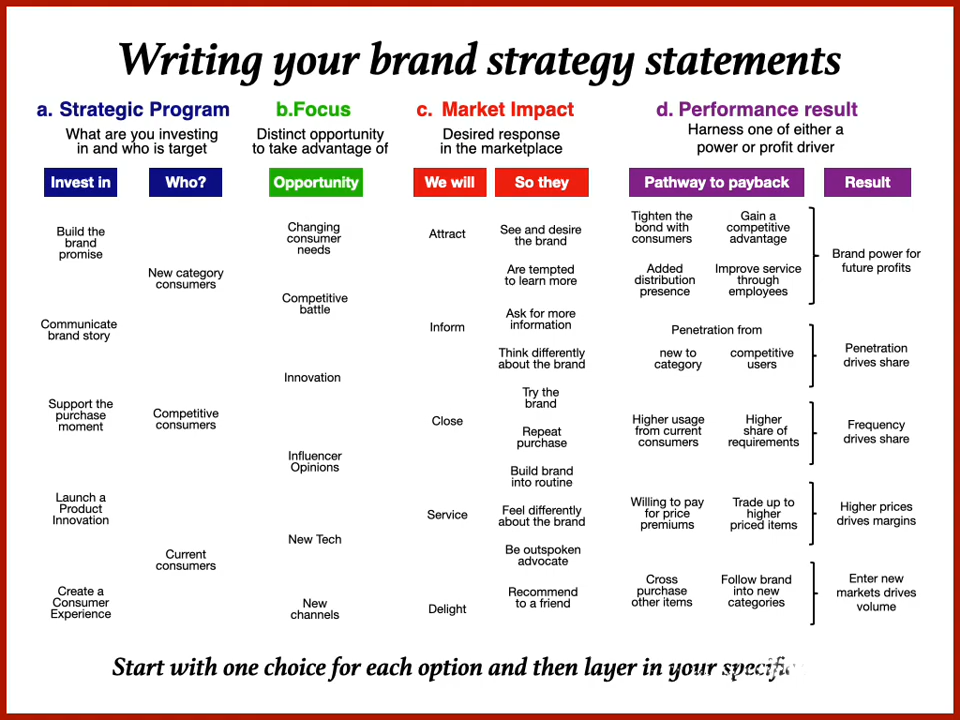 Writing your brand strategy statements
a. Strategic Program
What are you investing
in and who is target
b.Focus
Distinct opportunity
to take advantage of
c. Market Impact
Desired response
in the marketplace
d. Performance result
Harness one of either a
power or profit driver
Invest in
Who?
Opportunity
We will
So they
Pathway to payback
Result
Build the
brand
promise
Communicate
brand story
Support the
purchase
moment
Launch a
Product
Innovation
Create a
Consumer
Experience
New category
consumers
Competitive
consumers
Current
consumers
Changing
consumer
needs
Competitive
battle
Innovation
Influencer
Opinions
New Tech
New
channels
Attract
Inform
Close
Service
Delight
See and desire
the brand
Are tempted
to learn more
Ask for more
information
Think differently
about the brand
Try the
brand
Repeat
purchase
Build brand
into routine
Feel differently
about the brand
Be outspoken
advocate
Recommend
to a friend
Tighten the
bond with
consumers
Gain a
competitive
advantage
Added
distribution
presence
Improve service
through
employees
Brand power for
future profits
Penetration from
new to
category
competitive
users
Penetration
drives share
Higher usage
from current
consumers
Higher
share of
requirements
Frequency
drives share
Willing to pay
for price
premiums
Trade up to
higher
priced items
Higher prices
drives margins
Cross
purchase
other items
Follow brand
into new
categories
Enter new
markets drives
volume
Start with one choice for each option and then layer in your